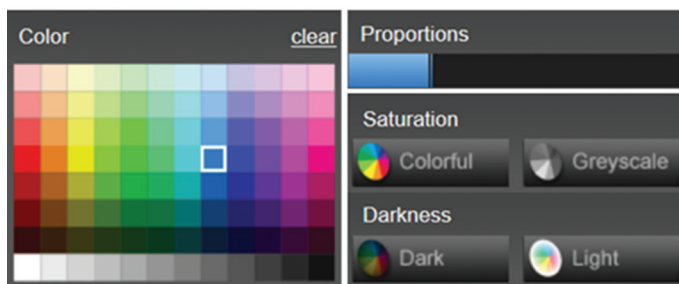 Color clear
Proportions
Saturation
Colorful Greyscale
Darkness
Dark Light